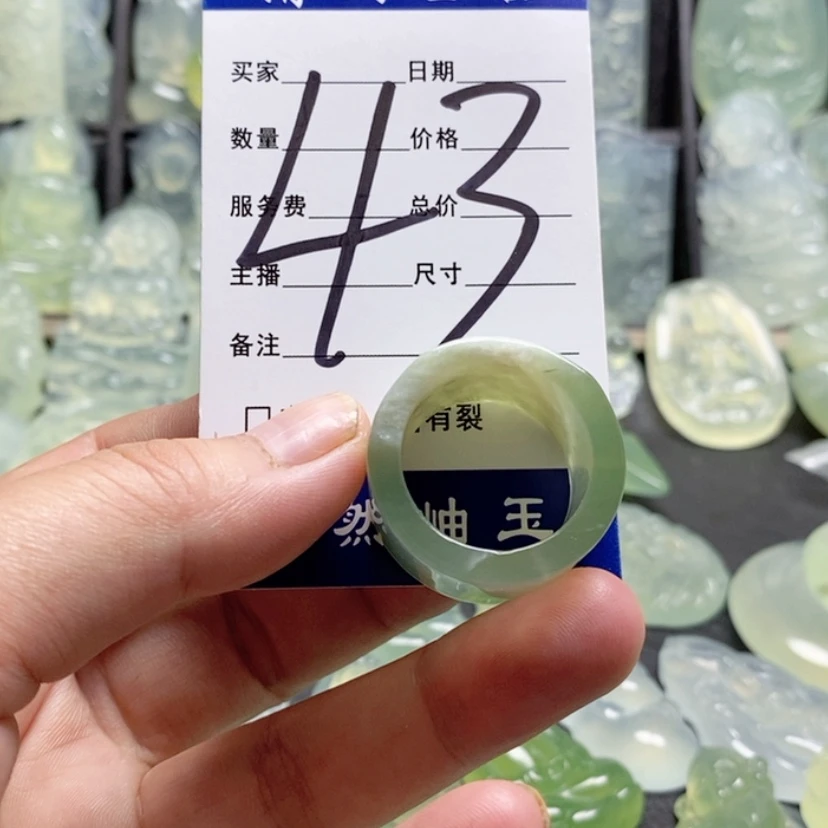 买家 日期
数量 价格
服务费 总价
主播 尺寸
备注
43
有裂
然岫玉